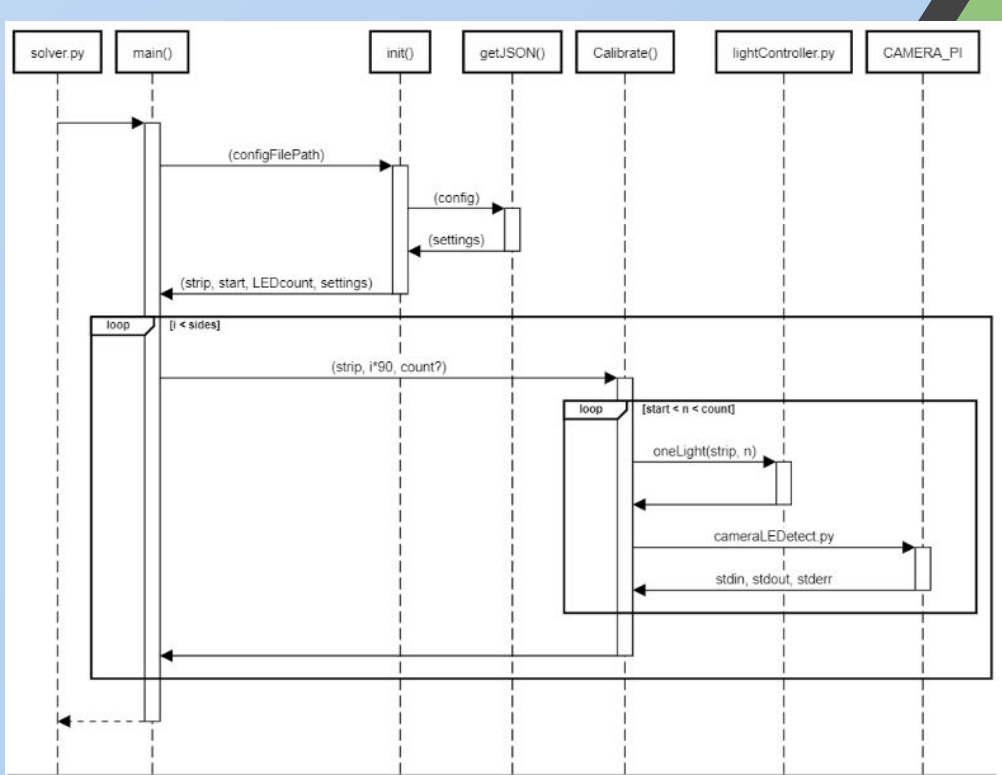 solver.py
main()
init()
getJSON()
Calibrate()
lightController.py
CAMERA_PI
(configFilePath)
(config)
(settings)
(strip, start, LEDcount, settings)
loop
[i < sides]
(strip, i*90, count?)
loop
[start < n < count]
oneLight(strip, n)
cameraLEDetect.py
stdin, stdout, stderr